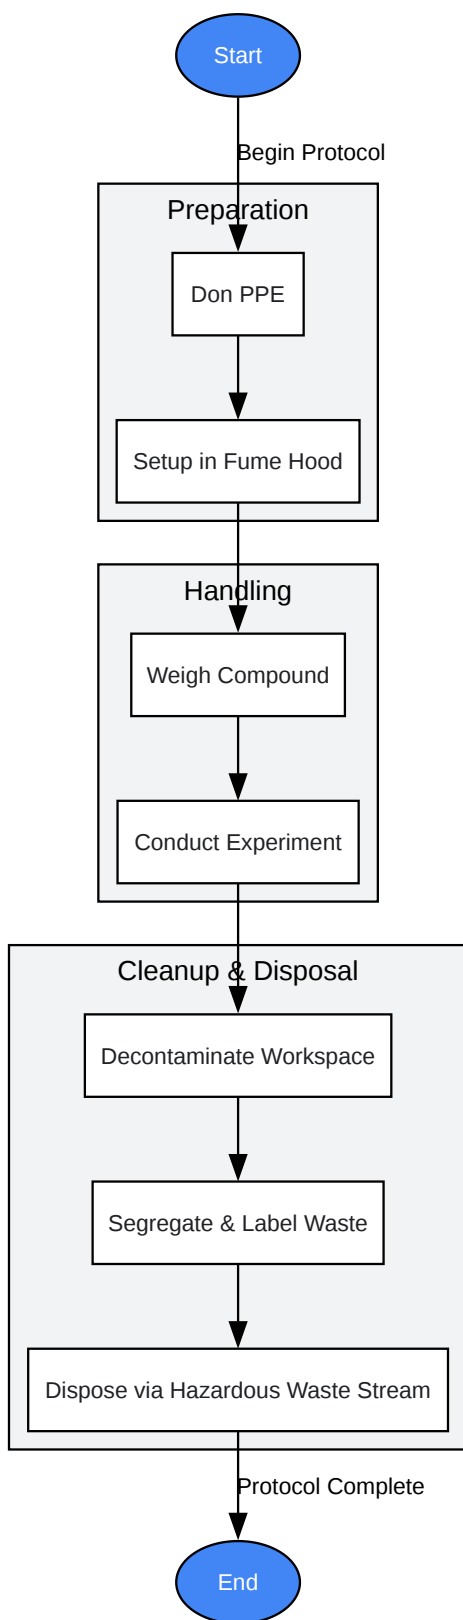 Start
Begin Protocol
Preparation
Don PPE
Setup in Fume Hood
Handling
Weigh Compound
Conduct Experiment
Cleanup & Disposal
Decontaminate Workspace
Segregate & Label Waste
Dispose via Hazardous Waste Stream
Protocol Complete
End